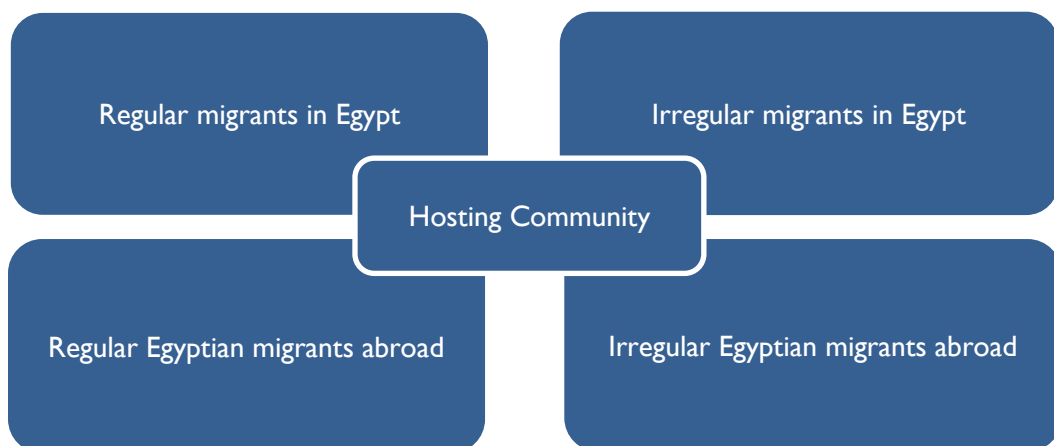 Regular migrants in Egypt
Irregular migrants in Egypt
Hosting Community
Regular Egyptian migrants abroad
Irregular Egyptian migrants abroad